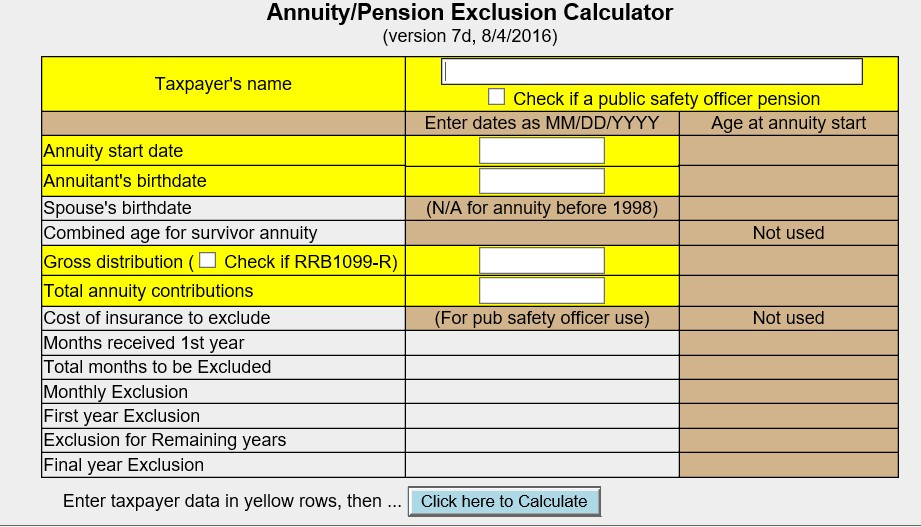 Annuity/Pension Exclusion Calculator
(version 7d, 8/4/2016)
Taxpayer's name
Check if a public safety officer pension
Enter dates as MM/DD/YYYY Age at annuity start
Annuity start date
Annuitant's birthdate
Spouse's birthdate (N/A for annuity before 1998)
Combined age for survivor annuity Not used
Gross distribution ( Check if RRB1099-R)
Total annuity contributions
Cost of insurance to exclude (For pub safety officer use) Not used
Months received 1st year
Total months to be Excluded
Monthly Exclusion
First year Exclusion
Exclusion for Remaining years
Final year Exclusion
Enter taxpayer data in yellow rows, then ... Click here to Calculate